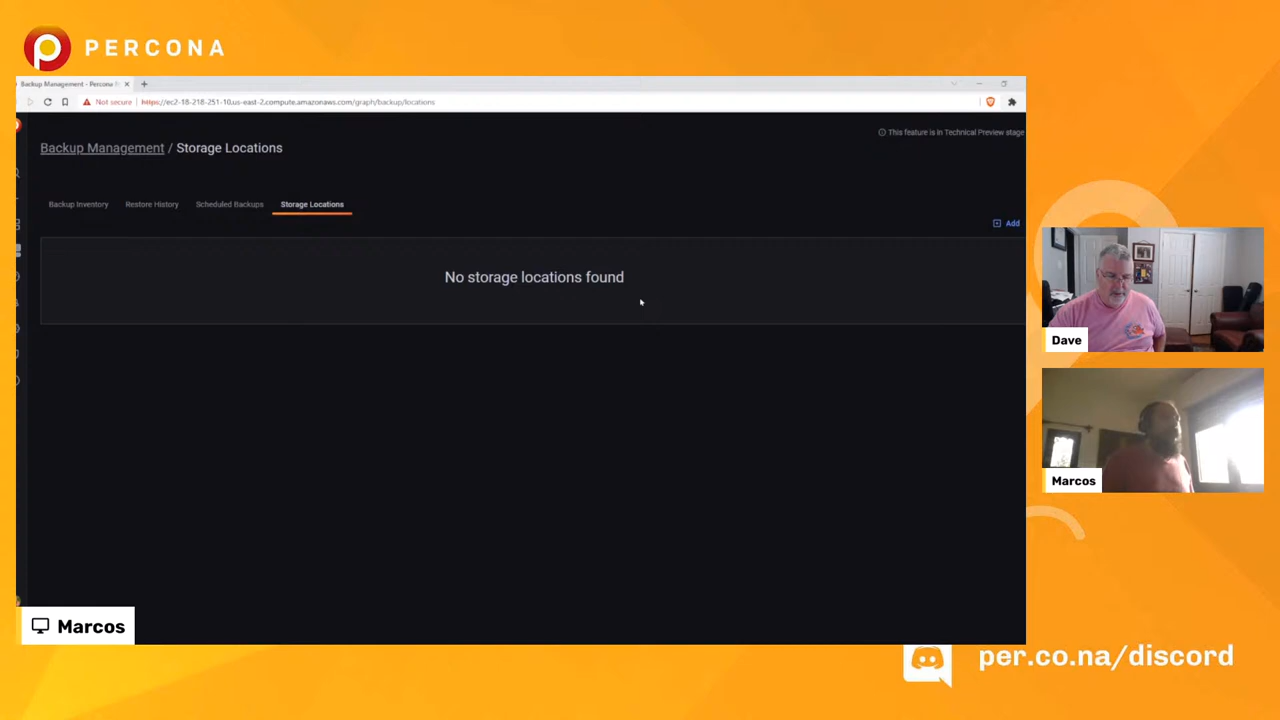 PERCONA
Backup Management - Percona
Not secure
https://ec2-18-218-251-10.us-east-2.compute.amazonaws.com/graph/backup/locations
This feature is in Technical Preview stage
Backup Management / Storage Locations
Backup Inventory
Restore History
Scheduled Backups
Storage Locations
Add
No storage locations found
Dave
Marcos
Marcos
per.co.na/discord